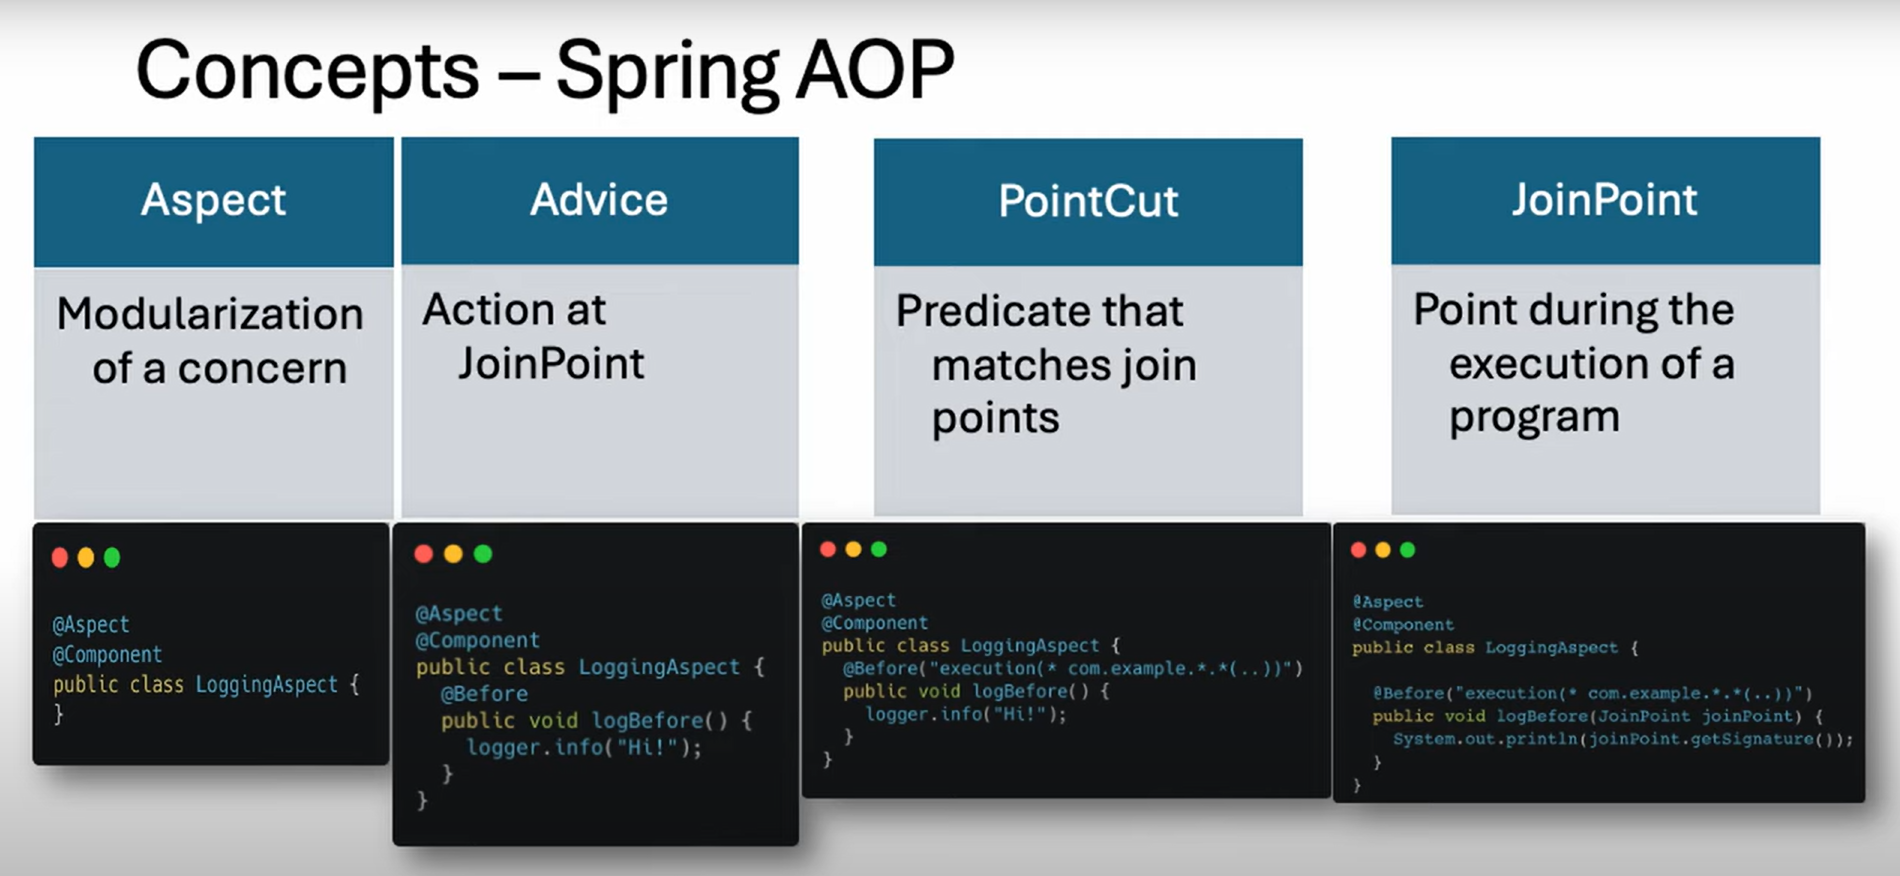 Concepts – Spring AOP
Aspect
Modularization
of a concern
Advice
Action at
JoinPoint
PointCut
Predicate that
matches join
points
JoinPoint
Point during the
execution of a
program
@Aspect
@Component
public class LoggingAspect {
}
@Aspect
@Component
public class LoggingAspect {
@Before
public void logBefore() {
logger.info("Hi!");
}
}
@Aspect
@Component
public class LoggingAspect {
@Before("execution(* com.example.*.*(..))")
public void logBefore() {
logger.info("Hi!");
}
}
@Aspect
@Component
public class LoggingAspect {
@Before("execution(* com.example.*.*(..))")
public void logBefore(JoinPoint joinPoint) {
System.out.println(joinPoint.getSignature());
}
}